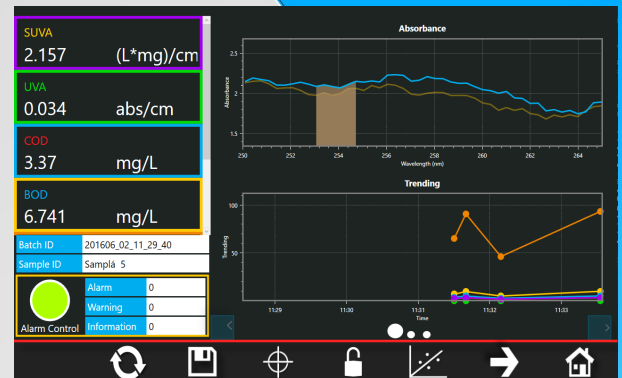 SUVA
2.157 (L*mg)/cm
UVA
0.034 abs/cm
COD
3.37 mg/L
BOD
6.741 mg/L
Batch ID 201606_02_11_29_40
Sample ID Samplá 5
Alarm 0
Warning 0
Information 0
Alarm Control
Absorbance
Absorbance
2.5
2
1.5
250 252 254 256 258 260 262 264
Wavelength (nm)
Trending
Trending
100
50
11:29 11:30 11:31 11:32 11:33
Time